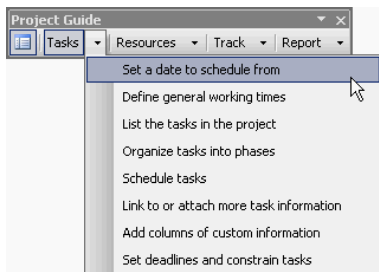 Project Guide
Tasks Resources Track Report
Set a date to schedule from
Define general working times
List the tasks in the project
Organize tasks into phases
Schedule tasks
Link to or attach more task information
Add columns of custom information
Set deadlines and constrain tasks